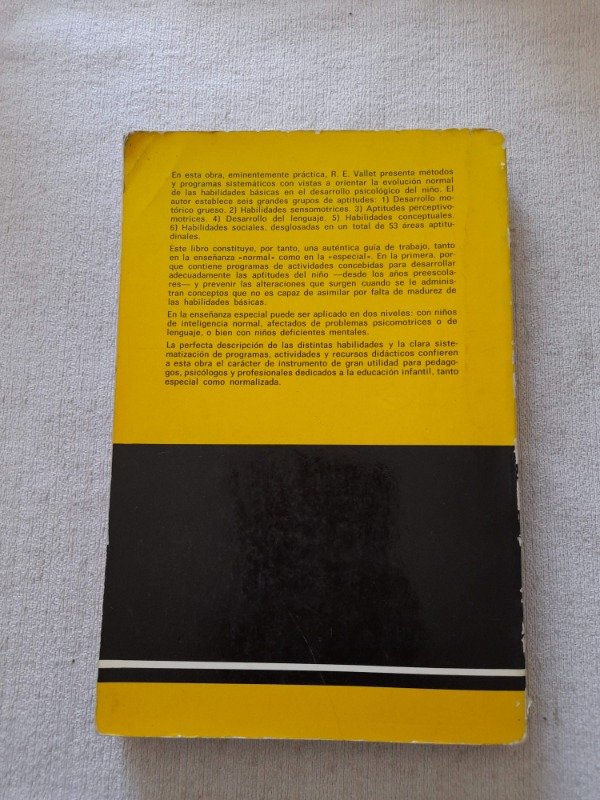 En esta obra, eminentemente práctica, R. E. Vallet presenta métodos
y programas sistemáticos con vistas a orientar la evolución normal
de las habilidades básicas en el desarrollo psicológico del niño. El
autor establece seis grandes grupos de aptitudes: 1) Desarrollo mo-
tórico grueso. 2) Habilidades sensomotrices. 3) Aptitudes perceptivo-
motrices. 4) Desarrollo del lenguaje. 5) Habilidades conceptuales.
6) Habilidades sociales, desglosadas en un total de 53 áreas aptitu-
dinales.
Este libro constituye, por tanto, una auténtica guía de trabajo, tanto
en la enseñanza «normal» como en la «especial». En la primera, por-
que contiene programas de actividades concebidas para desarrollar
adecuadamente las aptitudes del niño —desde los años preescola-
res— y prevenir las alteraciones que surgen cuando se le adminis-
tran conceptos que no es capaz de asimilar por falta de madurez de
las habilidades básicas.
En la enseñanza especial puede ser aplicado en dos niveles: con niños
de inteligencia normal, afectados de problemas psicomotrices o de
lenguaje, o bien con niños deficientes mentales.
La perfecta descripción de las distintas habilidades y la clara siste-
matización de programas, actividades y recursos didácticos confieren
a esta obra el carácter de instrumento de gran utilidad para pedago-
gos, psicólogos y profesionales dedicados a la educación infantil, tanto
especial como normalizada.